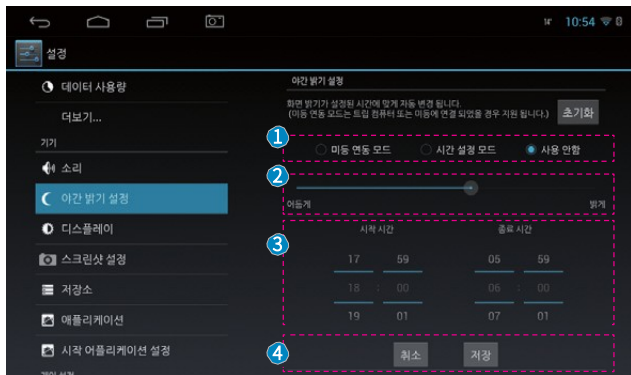 14'
10:54
설정
데이터 사용량
더보기...
기기
소리
야간 밝기 설정
디스플레이
스크린샷 설정
저장소
애플리케이션
시작 어플리케이션 설정
야간 밝기 설정
화면 밝기가 설정된 시간에 맞게 자동 변경 됩니다.
(미등 연동 모드는 트립 컴퓨터 또는 미등에 연결 되었을 경우 지원 됩니다.)
초기화
1
미등 연동 모드 시간 설정 모드 사용 안함
2
어둡게 밝게
3
시작 시간 종료 시간
17 59 05 59
18 : 00 06 : 00
19 01 07 01
4
취소 저장